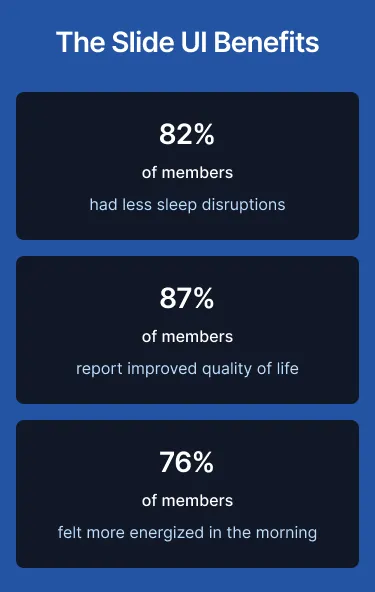 The Slide UI Benefits
82%
of members
had less sleep disruptions
87%
of members
report improved quality of life
76%
of members
felt more energized in the morning